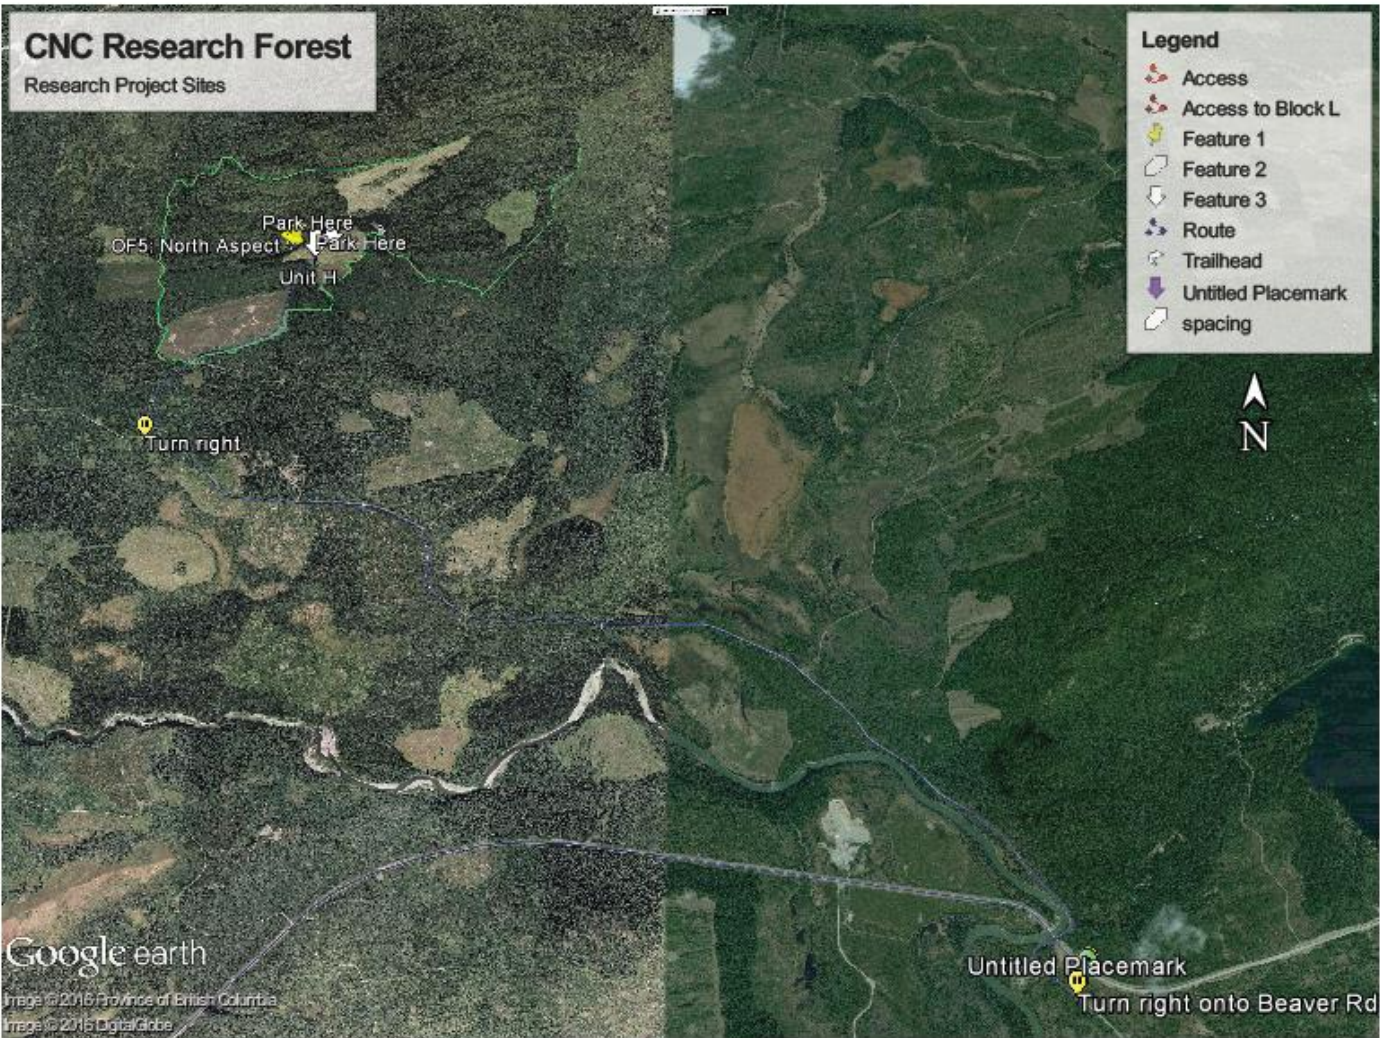 CNC Research Forest
Research Project Sites
Legend
Access
Access to Block L
Feature 1
Feature 2
Feature 3
Route
Trailhead
Untitled Placemark
spacing
N
Park Here
OF5; North Aspect
Park Here
Unit H
Turn right
Untitled Placemark
Turn right onto Beaver Rd
Google earth
Image © 2016 Province of British Columbia
Image © 2016 DigitalGlobe